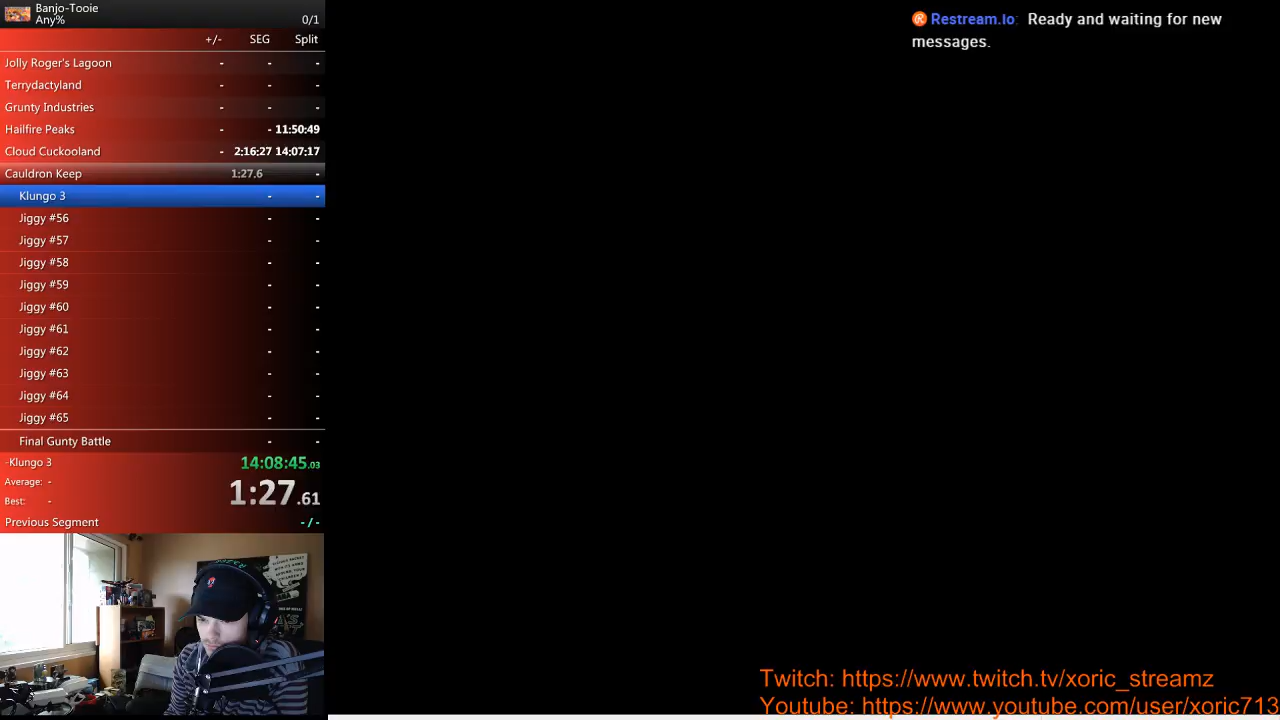 Banjo-Tooie
Any%
0/1
+/- SEG Split
Jolly Roger's Lagoon - - -
Terrydactyland - - -
Grunty Industries - - -
Hailfire Peaks - - 11:50:49
Cloud Cuckooland - 2:16:27 14:07:17
Cauldron Keep 1:27.6 -
Klungo 3 - -
Jiggy #56 - -
Jiggy #57 - -
Jiggy #58 - -
Jiggy #59 - -
Jiggy #60 - -
Jiggy #61 - -
Jiggy #62 - -
Jiggy #63 - -
Jiggy #64 - -
Jiggy #65 - -
Final Gunty Battle - -
-Klungo 3 14:08:45.03
Average: -
1:27.61
Best: -
Previous Segment - / -
Restream.Io: Ready and waiting for new
messages.
Twitch: https://www.twitch.tv/xoric_streamz
Youtube: https://www.youtube.com/user/xoric713